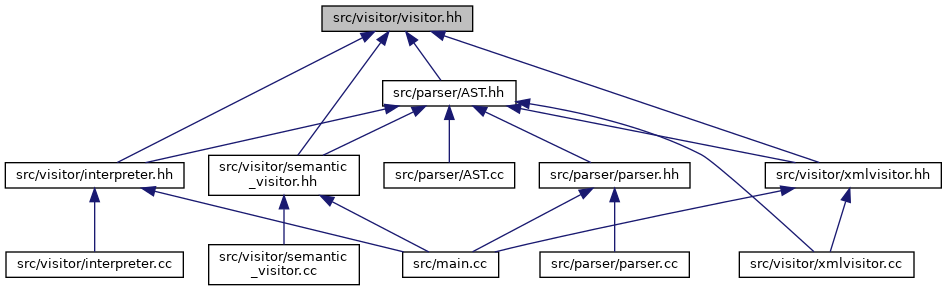 src/visitor/visitor.hh
src/parser/AST.hh
src/visitor/interpreter.hh
src/visitor/semantic
_visitor.hh
src/parser/AST.cc
src/parser/parser.hh
src/visitor/xmlvisitor.hh
src/visitor/interpreter.cc
src/visitor/semantic
_visitor.cc
src/main.cc
src/parser/parser.cc
src/visitor/xmlvisitor.cc